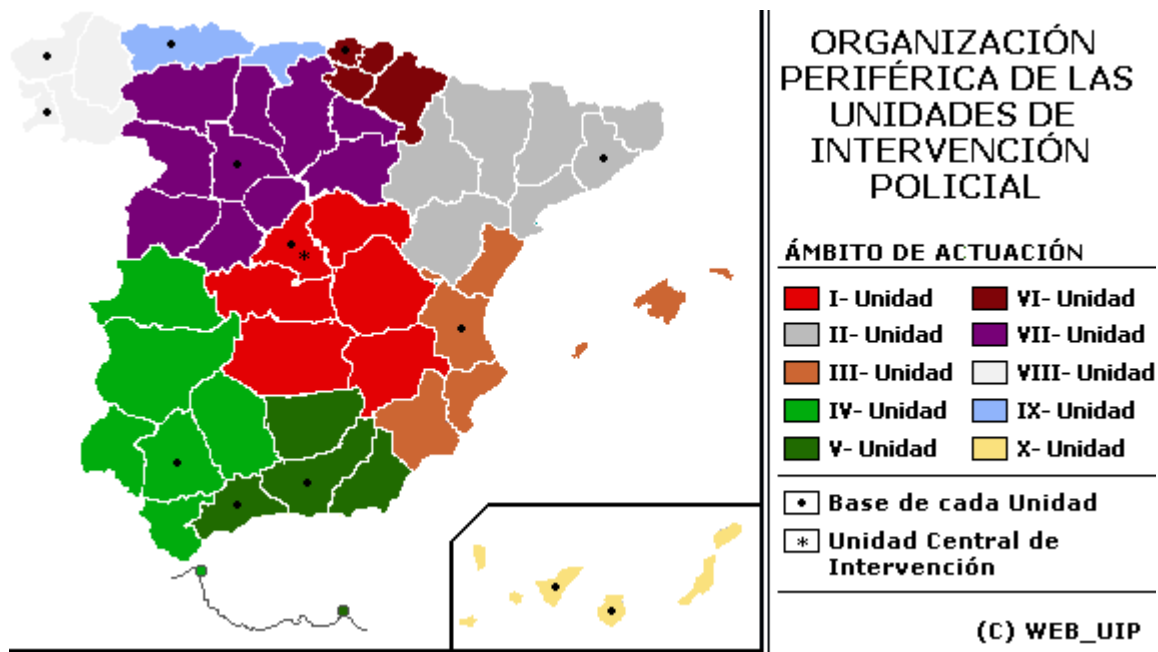 ORGANIZACIÓN
PERIFÉRICA DE LAS
UNIDADES DE
INTERVENCIÓN
POLICIAL
ÁMBITO DE ACTUACIÓN
I- Unidad
II- Unidad
III- Unidad
IV- Unidad
V- Unidad
VI- Unidad
VII- Unidad
VIII- Unidad
IX- Unidad
X- Unidad
Base de cada Unidad
* Unidad Central de
Intervención
(C) WEB_UIP